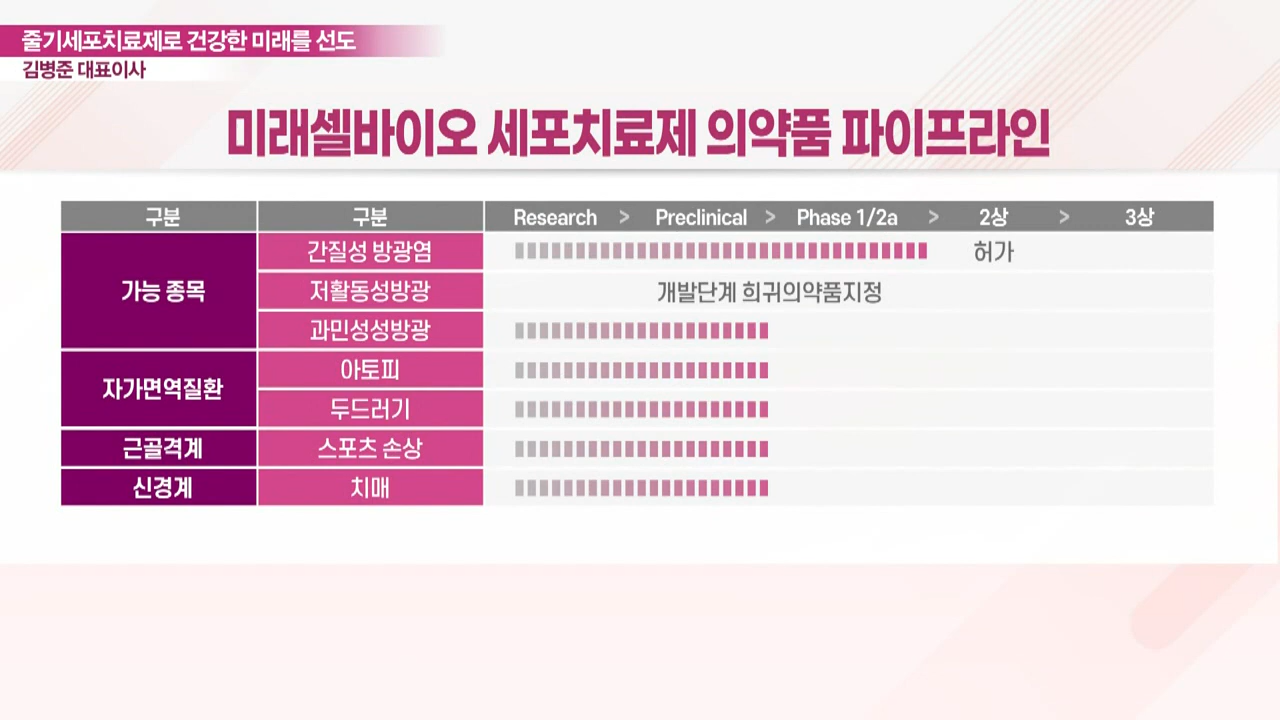 줄기세포치료제로 건강한 미래를 선도
김병준 대표이사
미래셀바이오 세포치료제 의약품 파이프라인
구분 구분 Research > Preclinical > Phase 1/2a > 2상 > 3상
가능 종목 간질성 방광염 허가
저활동성방광 개발단계 희귀의약품지정
과민성성방광
자가면역질환 아토피
두드러기
근골격계 스포츠 손상
신경계 치매